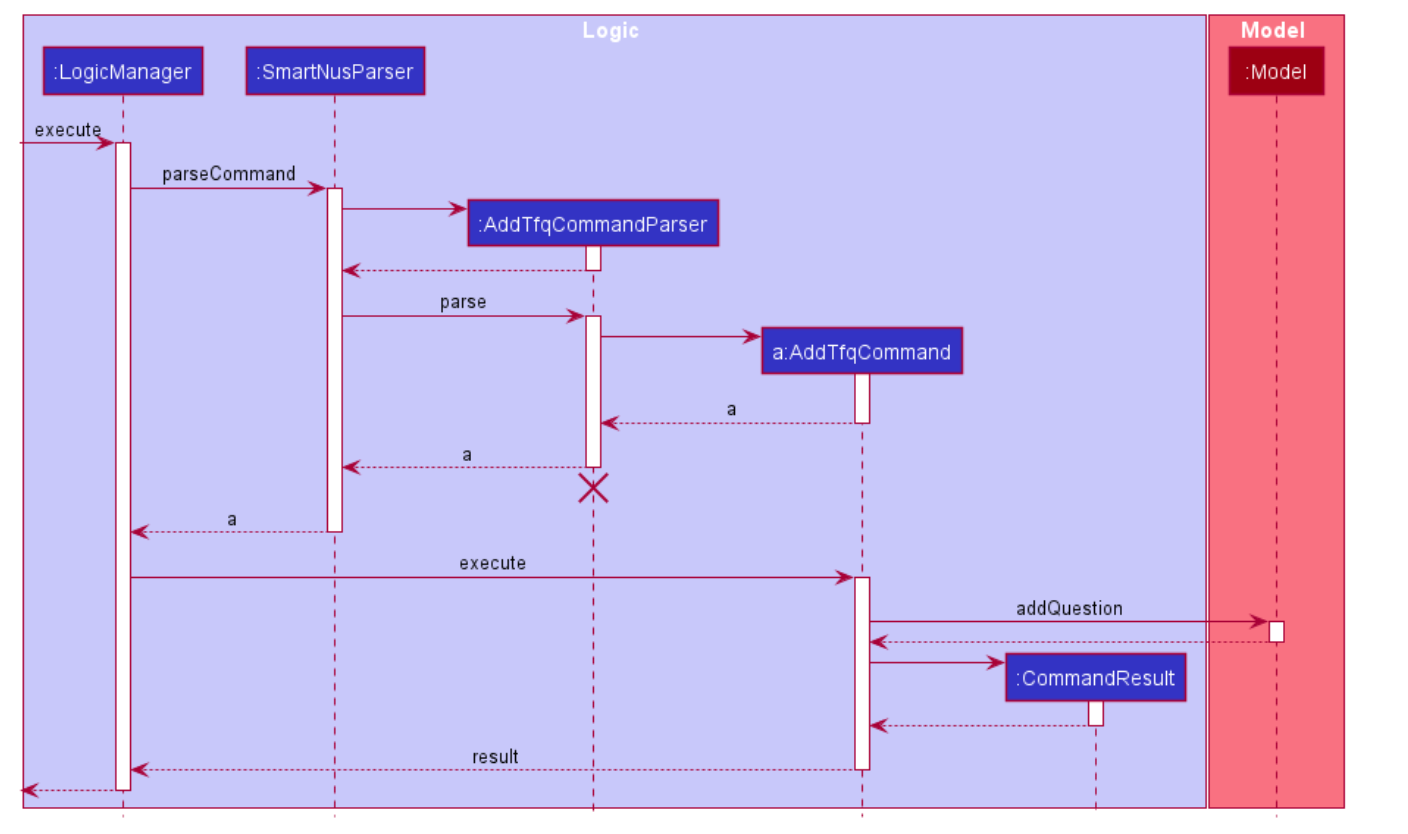 Logic
Model
:LogicManager
:SmartNusParser
:Model
execute
parseCommand
:AddTfqCommandParser
parse
a:AddTfqCommand
a
a
a
execute
addQuestion
:CommandResult
result